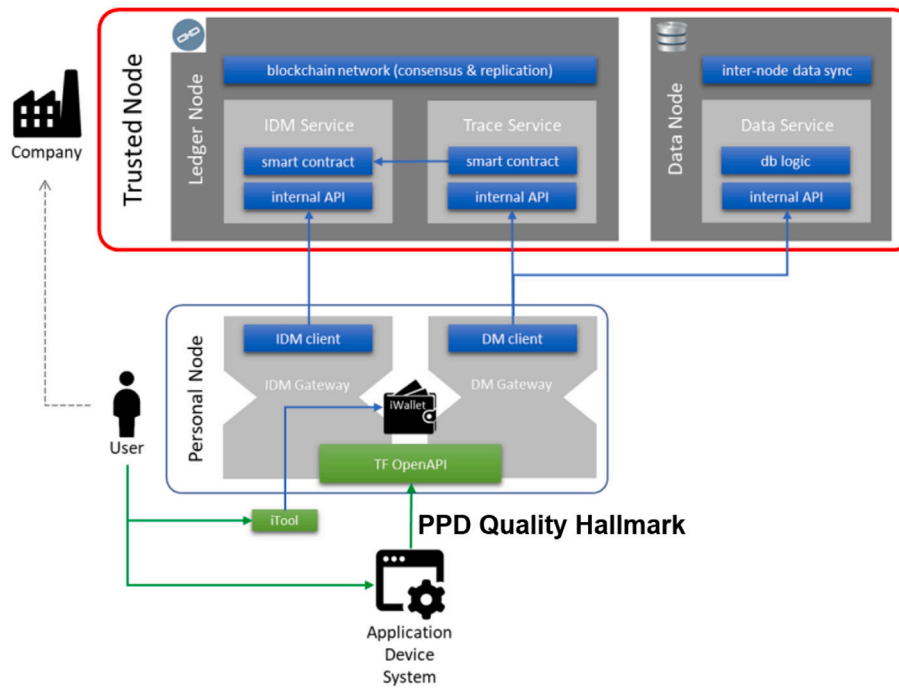 Trusted Node
Ledger Node
blockchain network (consensus & replication)
IDM Service
smart contract
internal API
Trace Service
smart contract
internal API
Data Node
inter-node data sync
Data Service
db logic
internal API
Company
Personal Node
IDM client
IDM Gateway
DM client
DM Gateway
iWallet
TF OpenAPI
User
iTool
PPD Quality Hallmark
Application
Device
System